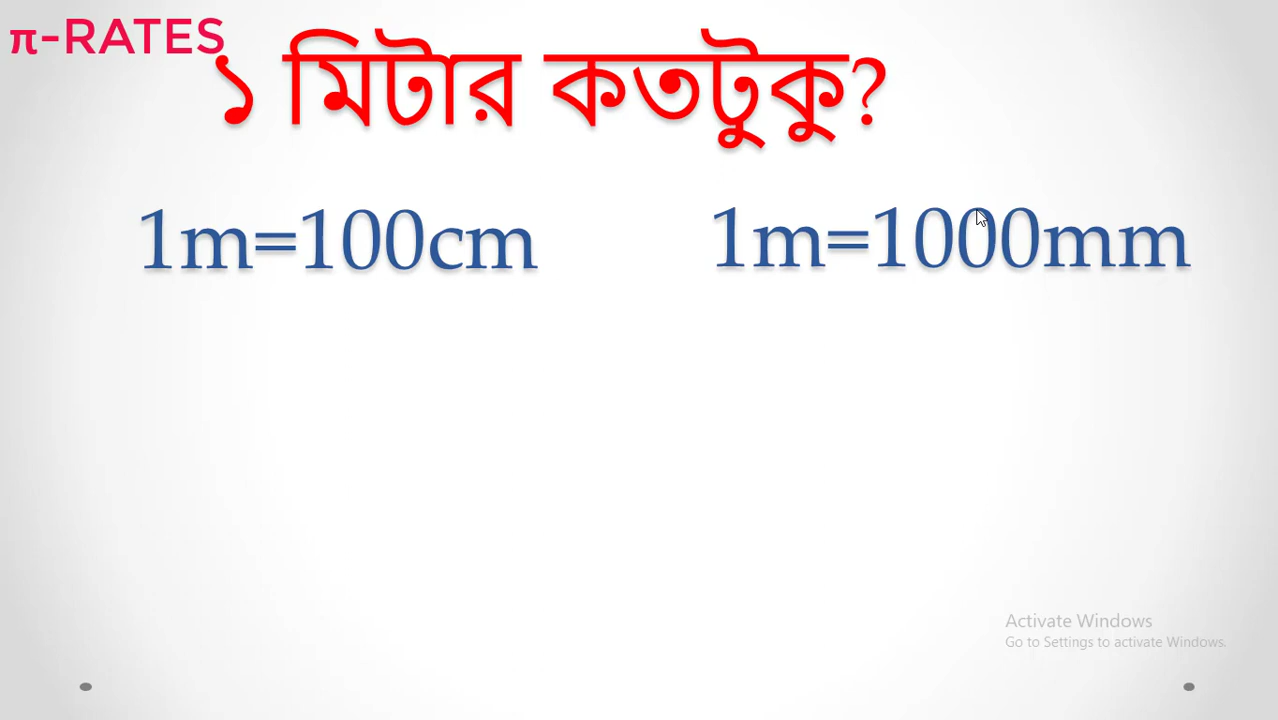 π-RATES
১ মিটার কতটুকু?
1m=100cm
1m=1000mm
Activate Windows
Go to Settings to activate Windows.